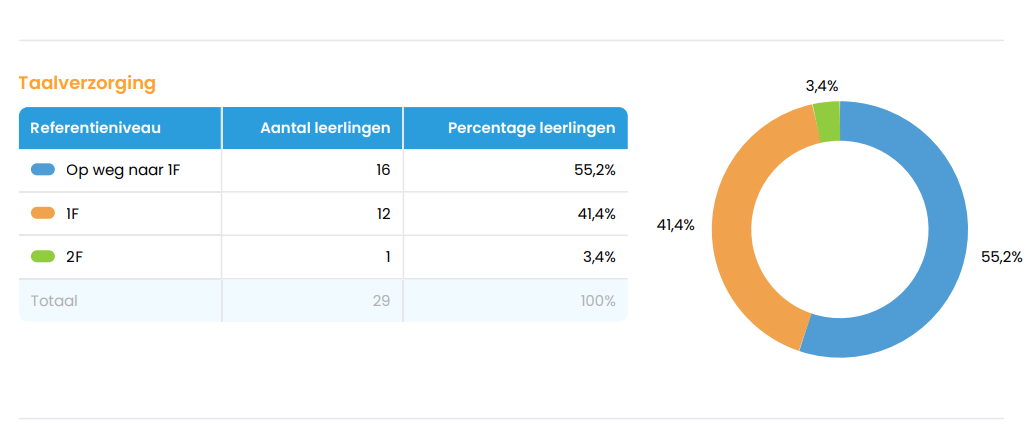 Taalverzorging
Referentieniveau Aantal leerlingen Percentage leerlingen
Op weg naar 1F 16 55,2%
1F 12 41,4%
2F 1 3,4%
Totaal 29 100%
3,4%
41,4%
55,2%